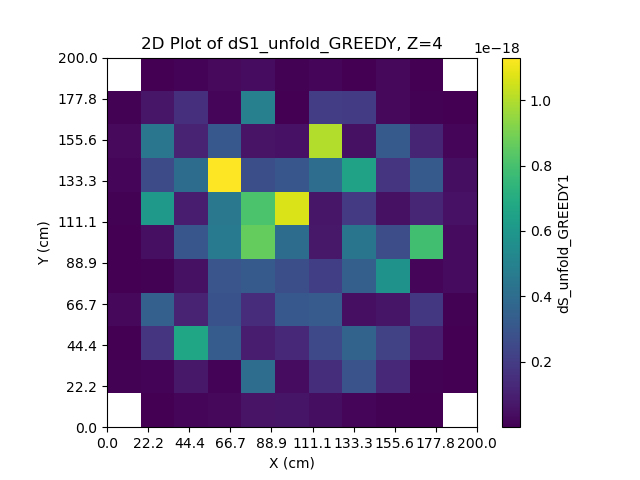 2D Plot of dS1_unfold_GREEDY, Z=4
1e−18
200.0
177.8
155.6
133.3
111.1
88.9
66.7
44.4
22.2
0.0
Y (cm)
0.0 22.2 44.4 66.7 88.9 111.1 133.3 155.6 177.8 200.0
X (cm)
1.0
0.8
0.6
0.4
0.2
dS_unfold_GREEDY1